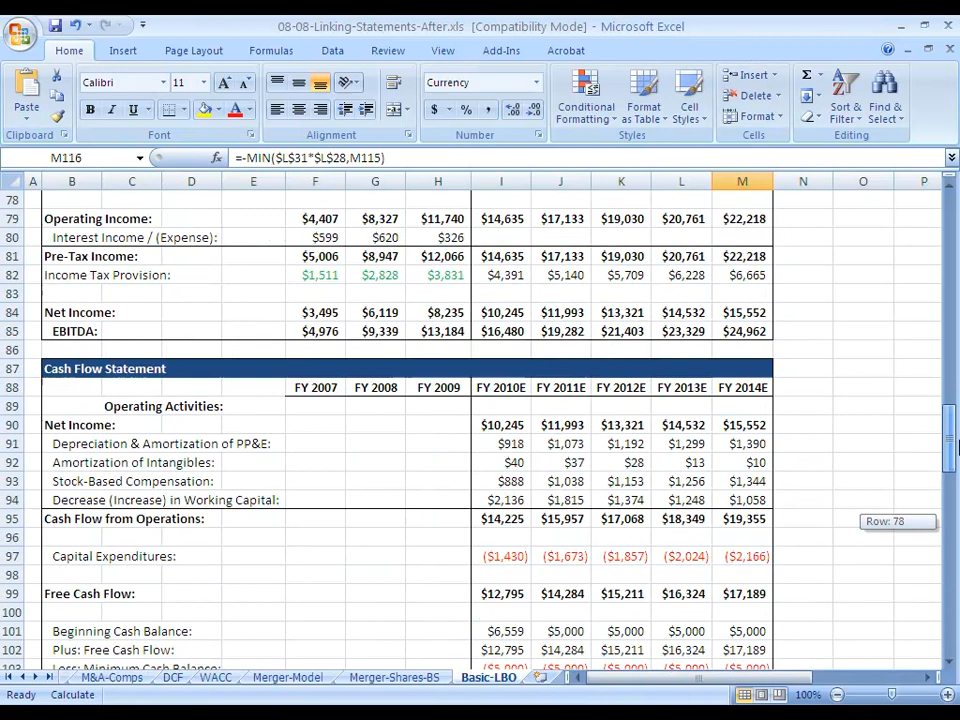 08-08-Linking-Statements-After.xls [Compatibility Mode] - Microsoft Excel
Home Insert Page Layout Formulas Data Review View Add-Ins Acrobat
Calibri 11 Currency Insert Σ
Paste B I U $ % , Conditional Formatting Format as Table Cell Styles Delete Format Sort & Filter Find & Select
Clipboard Font Alignment Number Styles Cells Editing
M116 fx =-MIN($L$31*$L$28,M115)
A B C D E F G H I J K L M N O P
78
79 Operating Income: $4,407 $8,327 $11,740 $14,635 $17,133 $19,030 $20,761 $22,218
80 Interest Income / (Expense): $599 $620 $326
81 Pre-Tax Income: $5,006 $8,947 $12,066 $14,635 $17,133 $19,030 $20,761 $22,218
82 Income Tax Provision: $1,511 $2,828 $3,831 $4,391 $5,140 $5,709 $6,228 $6,665
83
84 Net Income: $3,495 $6,119 $8,235 $10,245 $11,993 $13,321 $14,532 $15,552
85 EBITDA: $4,976 $9,339 $13,184 $16,480 $19,282 $21,403 $23,329 $24,962
86
87 Cash Flow Statement
88 FY 2007 FY 2008 FY 2009 FY 2010E FY 2011E FY 2012E FY 2013E FY 2014E
89 Operating Activities:
90 Net Income: $10,245 $11,993 $13,321 $14,532 $15,552
91 Depreciation & Amortization of PP&E: $918 $1,073 $1,192 $1,299 $1,390
92 Amortization of Intangibles: $40 $37 $28 $13 $10
93 Stock-Based Compensation: $888 $1,038 $1,153 $1,256 $1,344
94 Decrease (Increase) in Working Capital: $2,136 $1,815 $1,374 $1,248 $1,058
95 Cash Flow from Operations: $14,225 $15,957 $17,068 $18,349 $19,355
Row: 78
96
97 Capital Expenditures: ($1,430) ($1,673) ($1,857) ($2,024) ($2,166)
98
99 Free Cash Flow: $12,795 $14,284 $15,211 $16,324 $17,189
100
101 Beginning Cash Balance: $6,559 $5,000 $5,000 $5,000 $5,000
102 Plus: Free Cash Flow: $12,795 $14,284 $15,211 $16,324 $17,189
103 Less: Minimum Cash Balance: ($5,000) ($5,000) ($5,000) ($5,000) ($5,000)
M&A-Comps DCF WACC Merger-Model Merger-Shares-BS Basic-LBO
Ready Calculate 100%